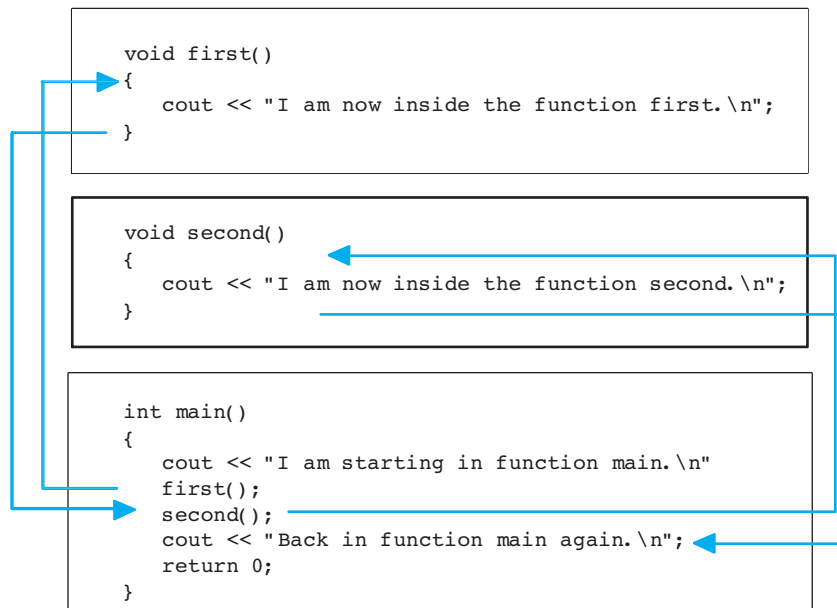 void first()
{
   cout << "I am now inside the function first.\n";
}
void second()
{
   cout << "I am now inside the function second.\n";
}
int main()
{
   cout << "I am starting in function main.\n"
   first();
   second();
   cout << "Back in function main again.\n";
   return 0;
}